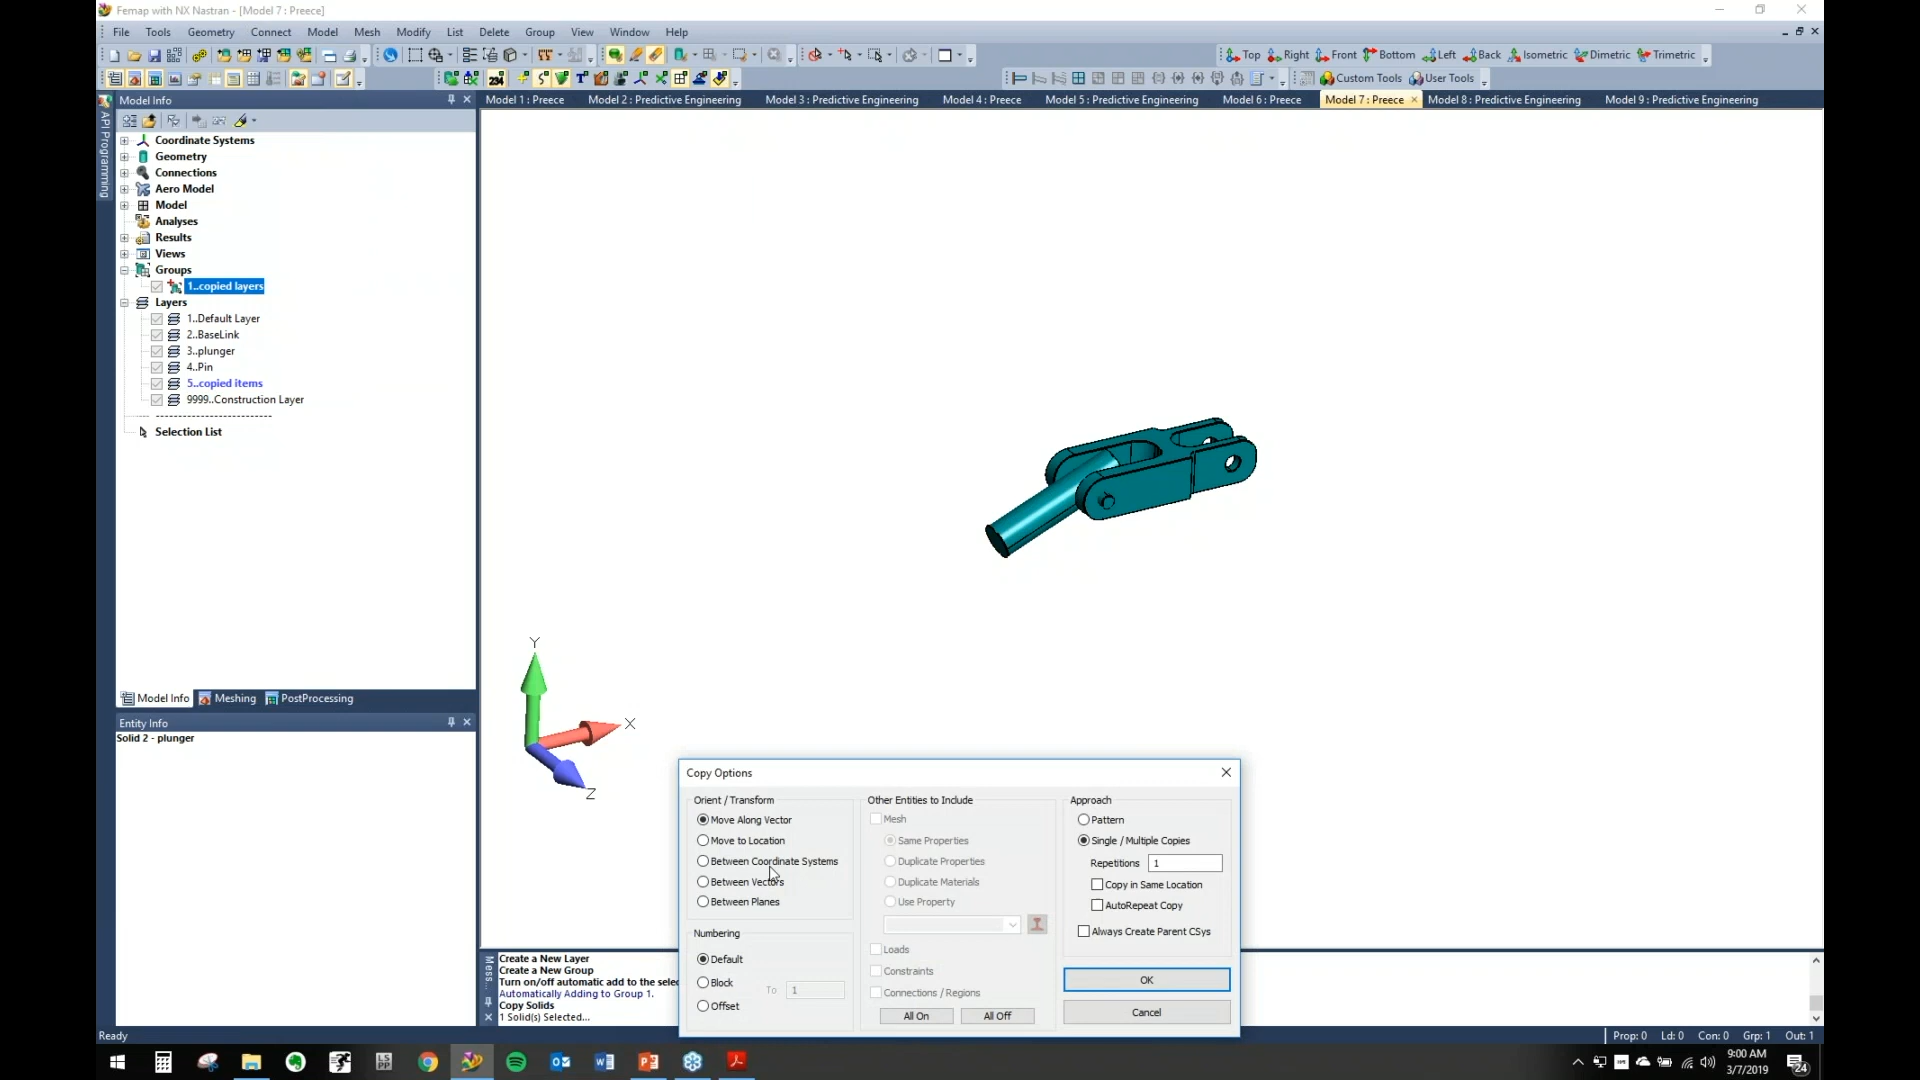 Femap with NX Nastran - [Model 7 : Preece]
File Tools Geometry Connect Model Mesh Modify List Delete Group View Window Help
Top Right Front Bottom Left Back Isometric Dimetric Trimetric
234
Custom Tools User Tools
Model Info
Model 1 : Preece Model 2 : Predictive Engineering Model 3 : Predictive Engineering Model 4 : Preece Model 5 : Predictive Engineering Model 6 : Preece Model 7 : Preece Model 8 : Predictive Engineering Model 9 : Predictive Engineering
API Programming
Coordinate Systems
Geometry
Connections
Aero Model
Model
Analyses
Results
Views
Groups
1..copied layers
Layers
1..Default Layer
2..BaseLink
3..plunger
4..Pin
5..copied items
9999..Construction Layer
Selection List
Model Info Meshing PostProcessing
Entity Info
Solid 2 - plunger
Y
X
Z
Copy Options
Orient / Transform
Move Along Vector
Move to Location
Between Coordinate Systems
Between Vectors
Between Planes
Numbering
Default
Block To 1
Offset
Other Entities to Include
Mesh
Same Properties
Duplicate Properties
Duplicate Materials
Use Property
Loads
Constraints
Connections / Regions
All On All Off
Approach
Pattern
Single / Multiple Copies
Repetitions 1
Copy in Same Location
AutoRepeat Copy
Always Create Parent CSys
OK
Cancel
Mess...
Create a New Layer
Create a New Group
Turn on/off automatic add to the selec
Automatically Adding to Group 1.
Copy Solids
1 Solid(s) Selected...
Ready
Prop: 0 Ld: 0 Con: 0 Grp: 1 Out: 1
LS
PP
9:00 AM
3/7/2019
24